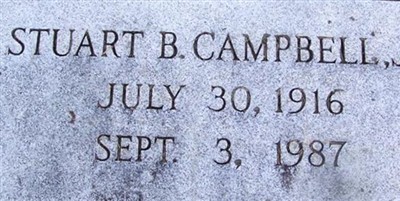 STUART B. CAMPBELL, J
JULY 30, 1916
SEPT. 3, 1987